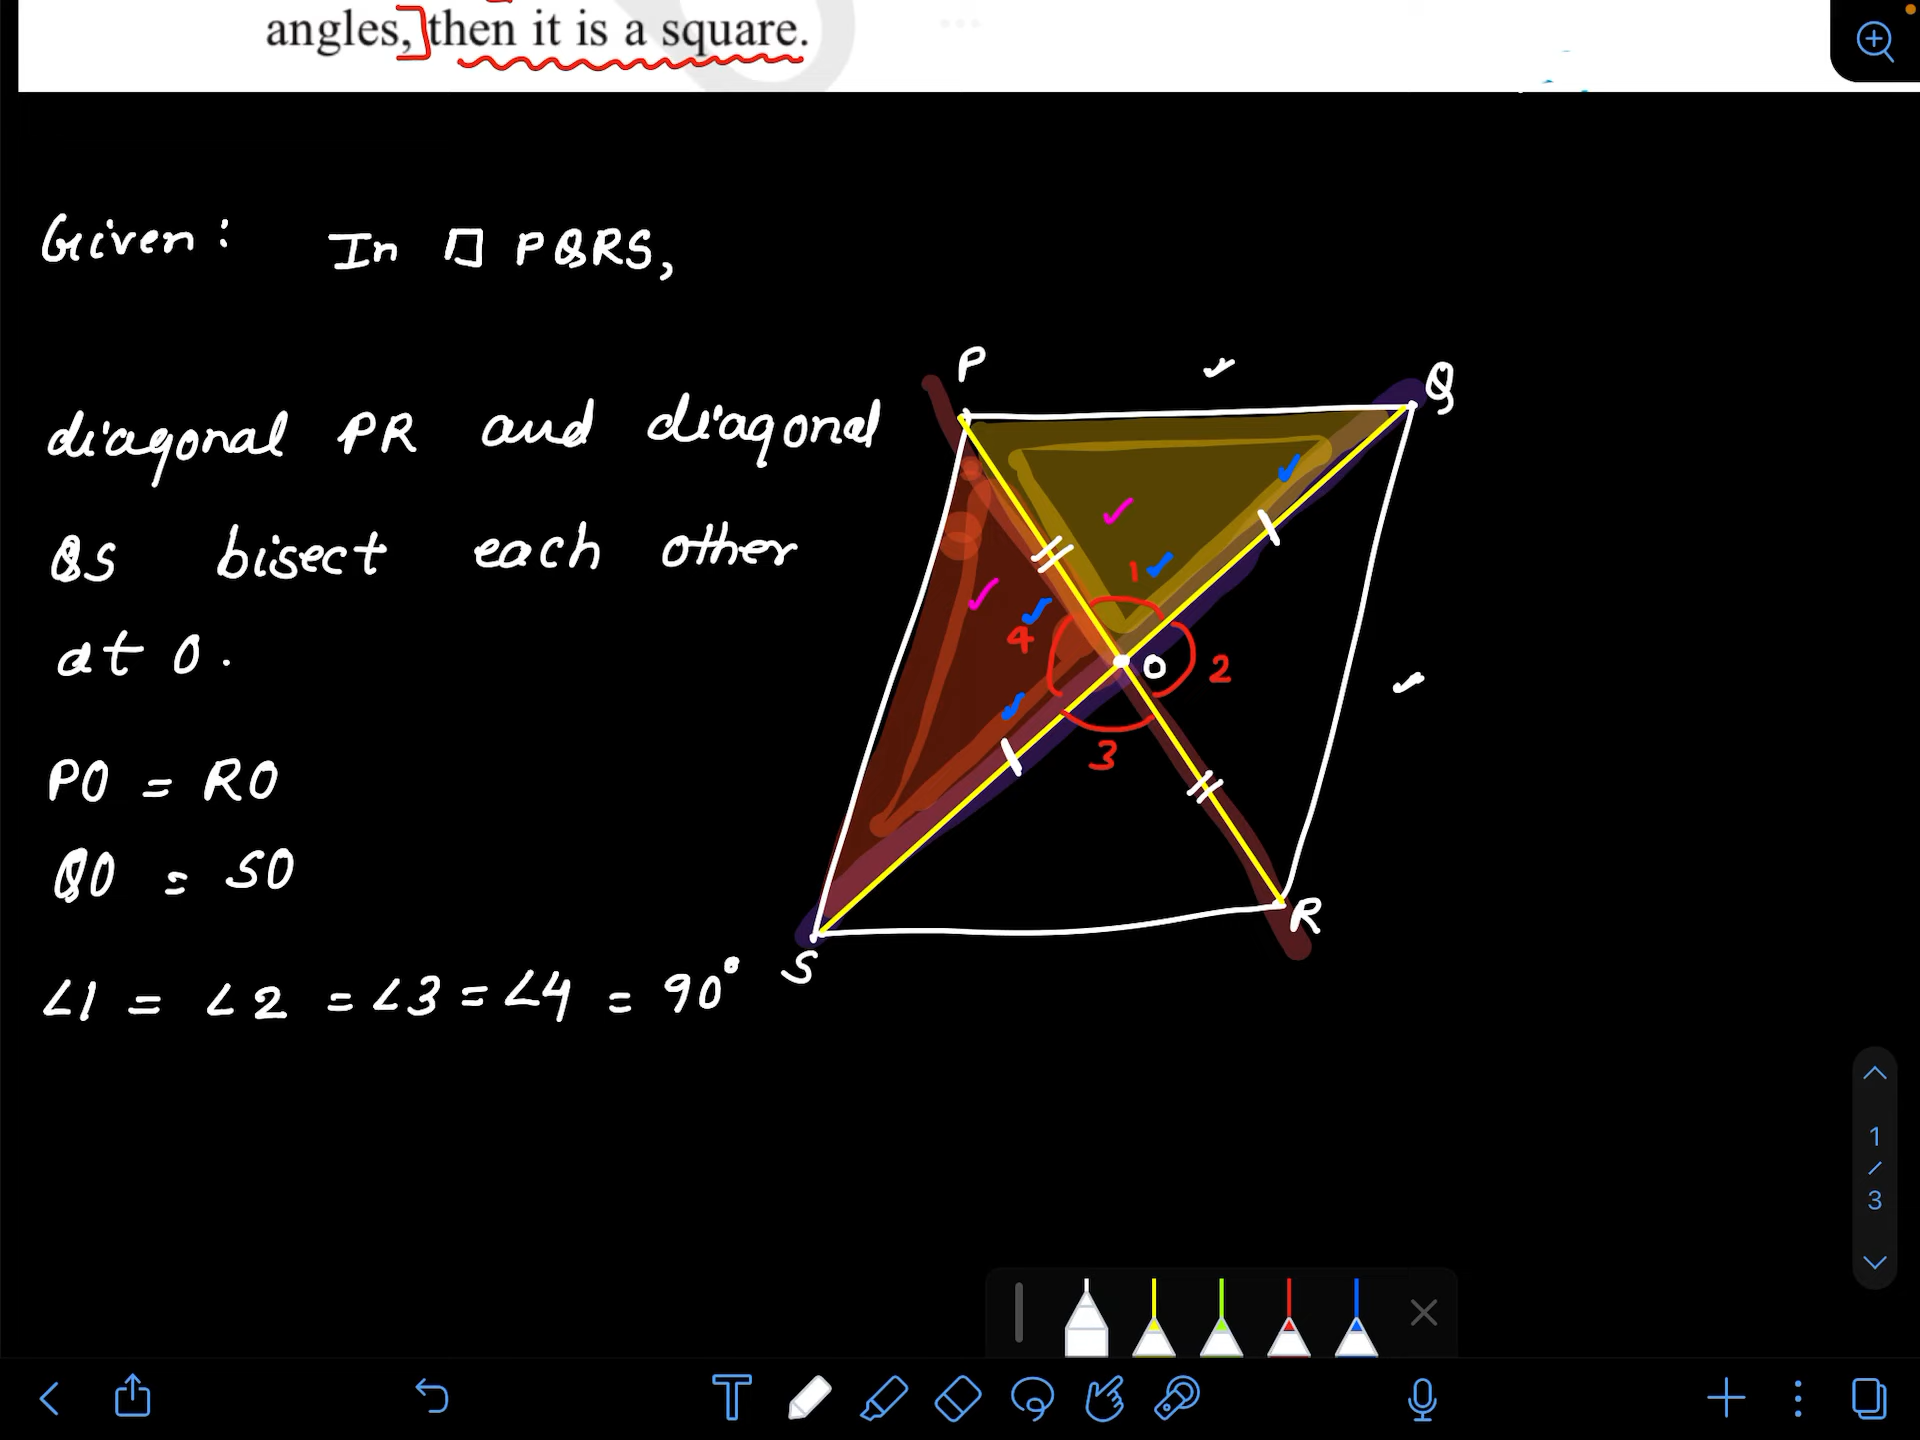 angles, then it is a square.
Given: In □ PQRS,
diagonal PR and diagonal
QS bisect each other
at O.
PO = RO
QO = SO
∠1 = ∠2 = ∠3 = ∠4 = 90°
P
Q
1
4
O
2
3
R
S
1
/
3
T